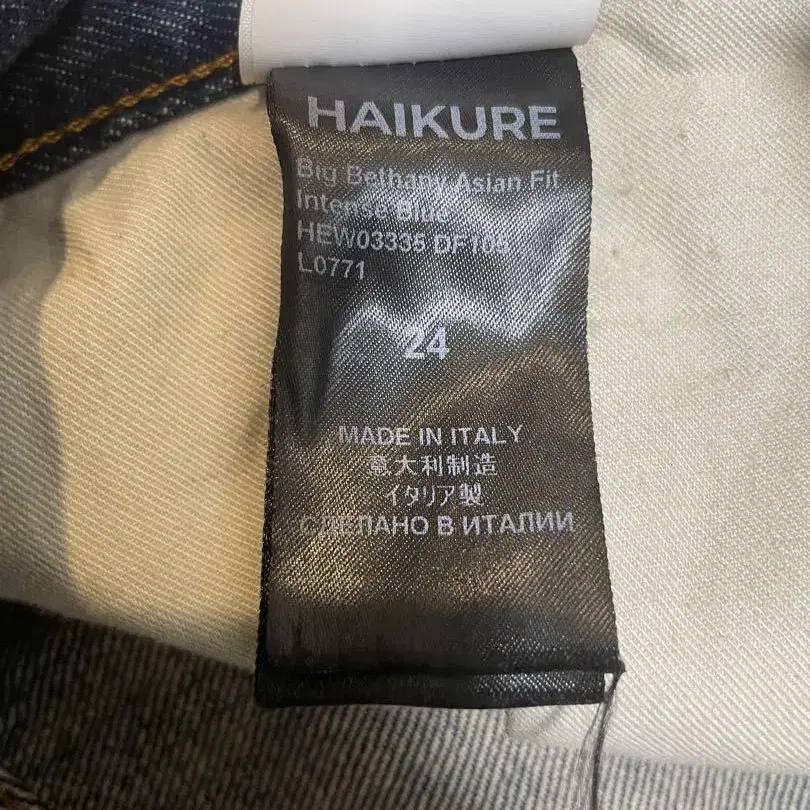 HAIKURE
Big Bethany Asian Fit
Intense Blue
HEW03335 DF105
L0771
24
MADE IN ITALY
意大利制造
イタリア製
СДЕЛАНО В ИТАЛИИ